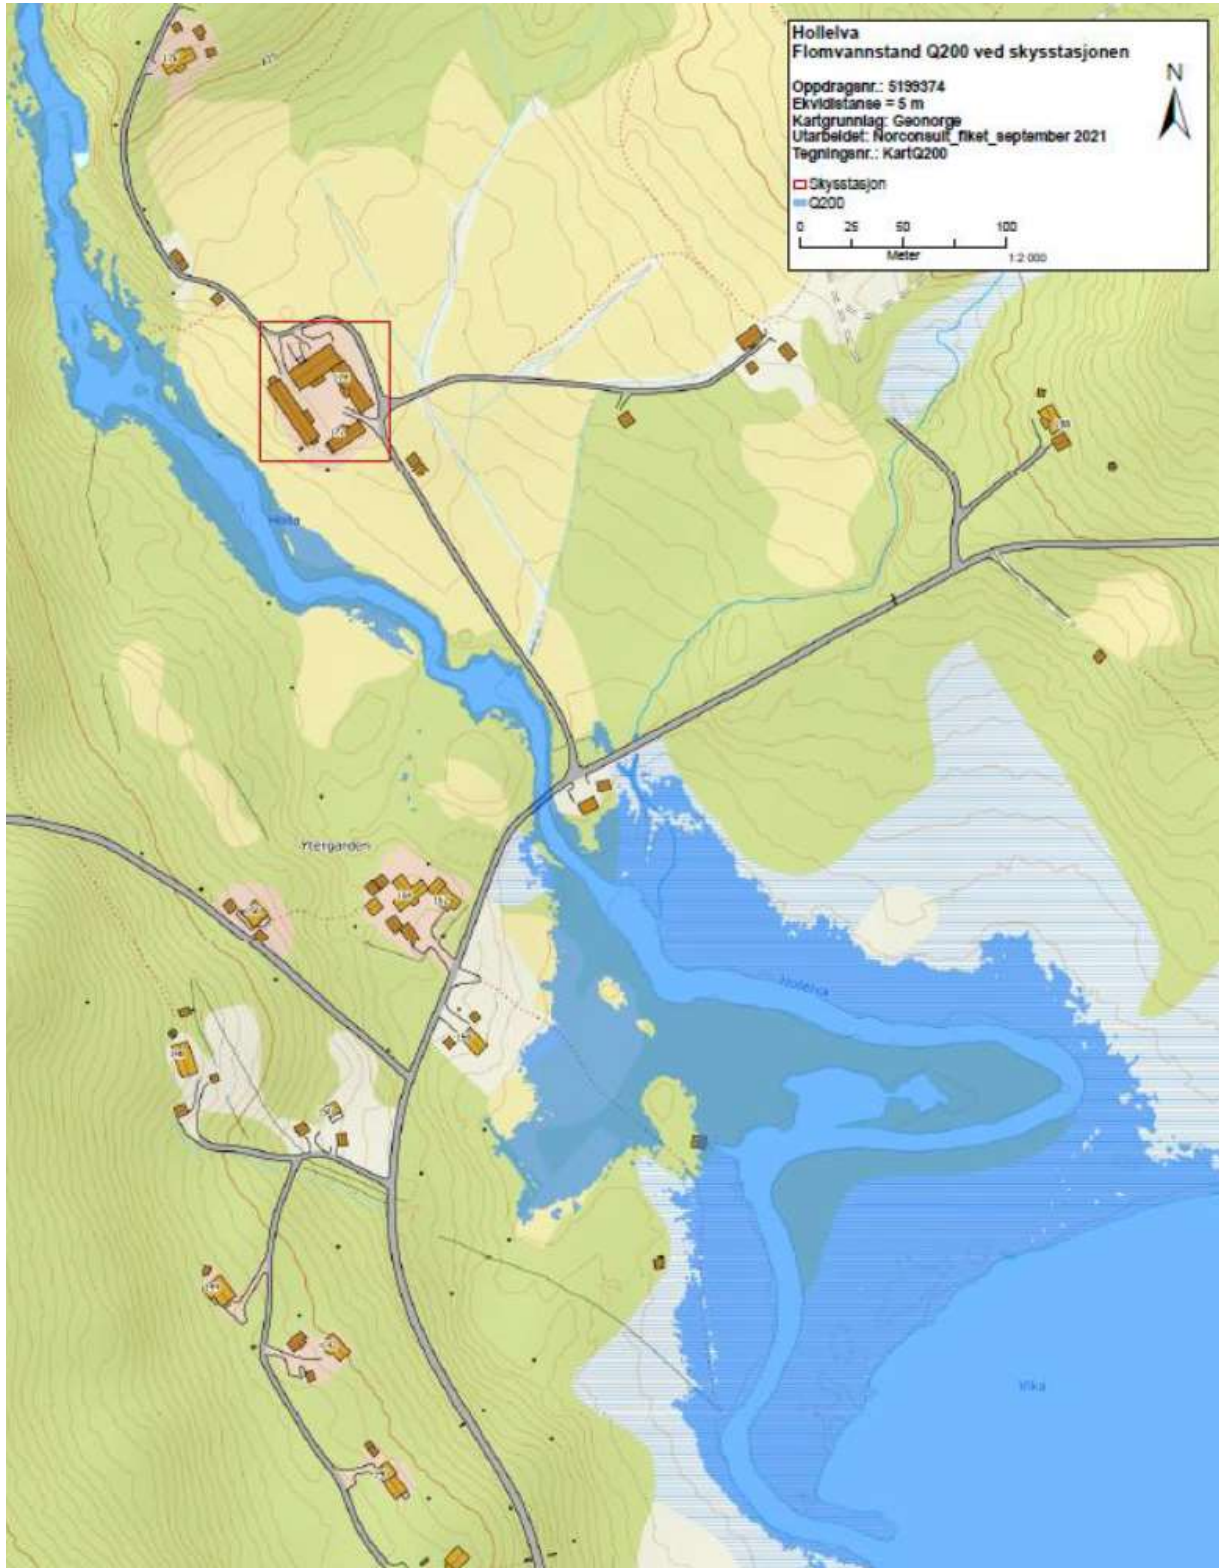 Hollelva
Flomvannstand Q200 ved skysstasjonen
Oppdragsnr.: 5199374
Ekvidistanse = 5 m
Kartgrunnlag: Geonorge
Utarbeidet: Norconsult_fiket_september 2021
Tegningsnr.: KartQ200
N
Skysstasjon
Q200
0 25 50 100
Meter
1:2 000
Holla
Ytergarden
Hollelva
Vika